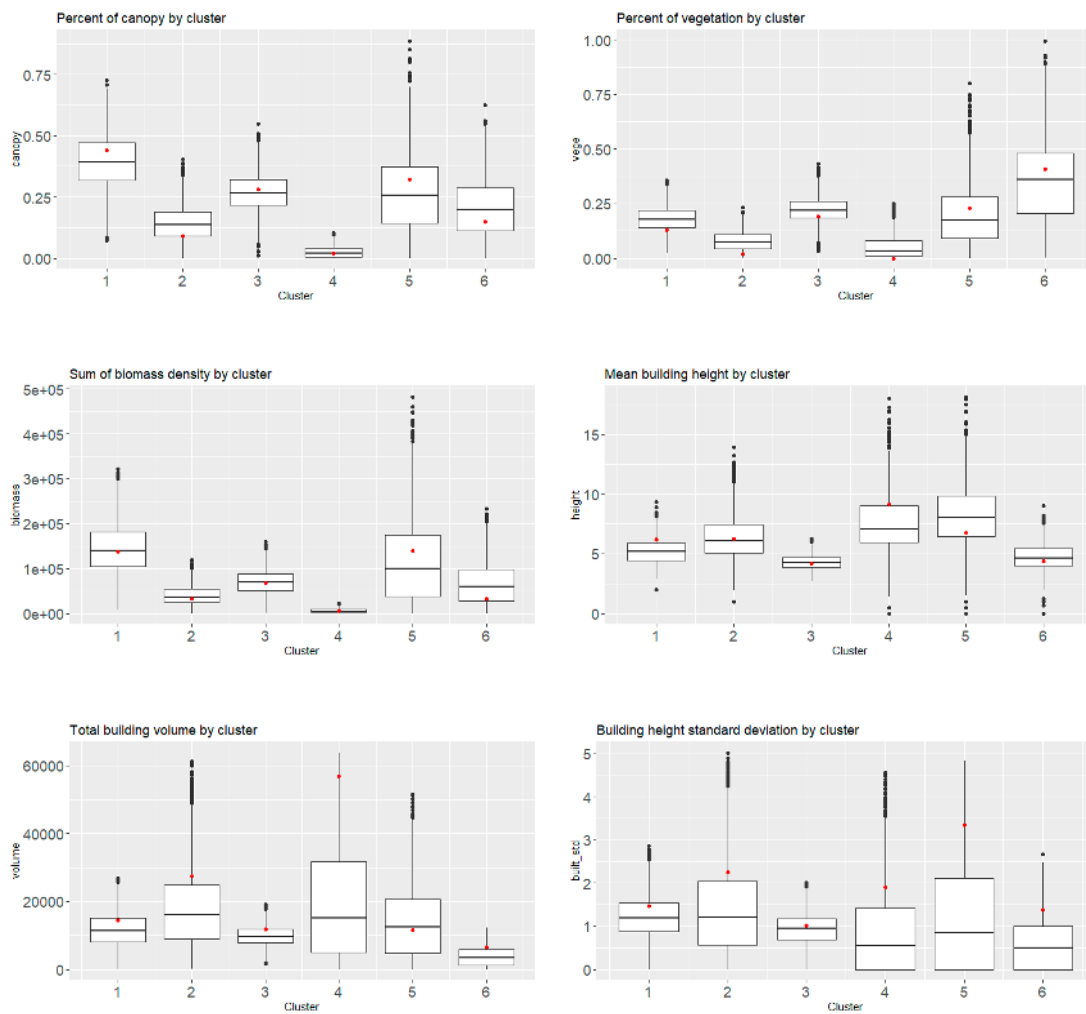 Percent of canopy by cluster
0.75
0.50
0.25
0.00
canopy
1 2 3 4 5 6
Cluster
Percent of vegetation by cluster
1.00
0.75
0.50
0.25
0.00
vege
1 2 3 4 5 6
Cluster
Sum of biomass density by cluster
5e+05
4e+05
3e+05
2e+05
1e+05
0e+00
biomass
1 2 3 4 5 6
Cluster
Mean building height by cluster
15
10
5
0
height
1 2 3 4 5 6
Cluster
Total building volume by cluster
60000
40000
20000
0
volume
1 2 3 4 5 6
Cluster
Building height standard deviation by cluster
5
4
3
2
1
0
built_std
1 2 3 4 5 6
Cluster